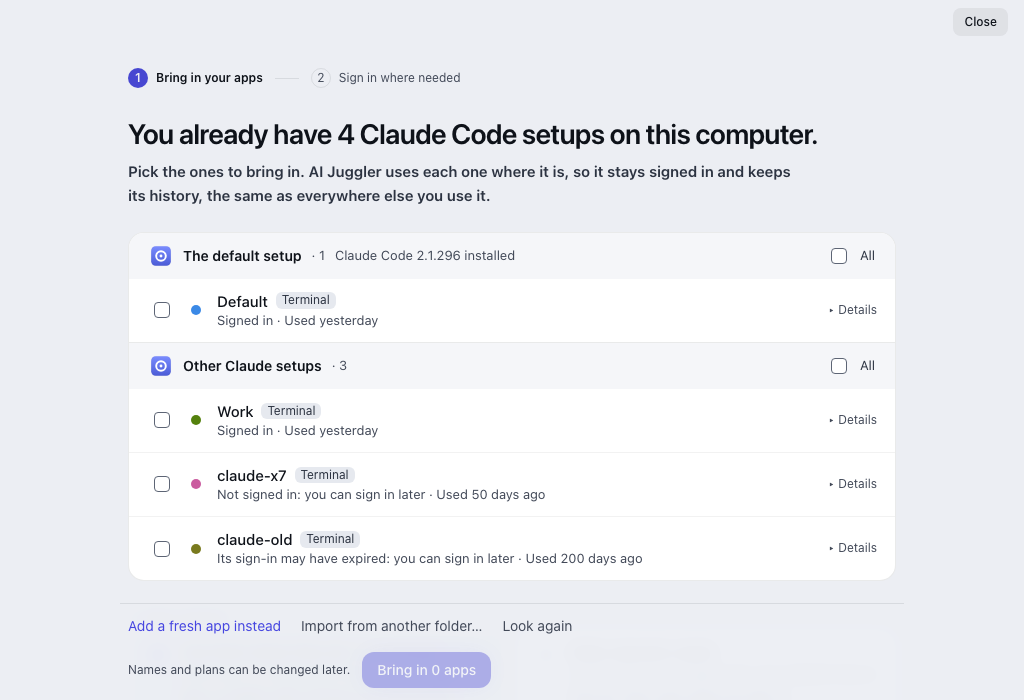 Close
1 Bring in your apps 2 Sign in where needed
You already have 4 Claude Code setups on this computer.
Pick the ones to bring in. AI Juggler uses each one where it is, so it stays signed in and keeps
its history, the same as everywhere else you use it.
The default setup · 1 Claude Code 2.1.296 installed All
Default Terminal
Signed in · Used yesterday
▸ Details
Other Claude setups · 3 All
Work Terminal
Signed in · Used yesterday
▸ Details
claude-x7 Terminal
Not signed in: you can sign in later · Used 50 days ago
▸ Details
claude-old Terminal
Its sign-in may have expired: you can sign in later · Used 200 days ago
▸ Details
Add a fresh app instead Import from another folder... Look again
Names and plans can be changed later. Bring in 0 apps